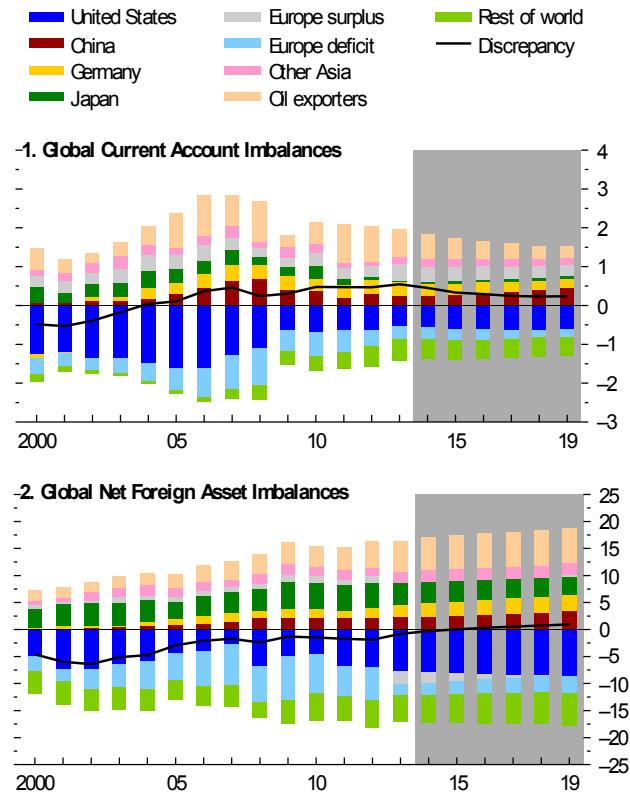 United States Europe surplus Rest of world
China Europe deficit Discrepancy
Germany Other Asia
Japan Oil exporters
1. Global Current Account Imbalances
4
3
2
1
0
–1
–2
–3
2000 05 10 15 19
2. Global Net Foreign Asset Imbalances
25
20
15
10
5
0
–5
–10
–15
–20
–25
2000 05 10 15 19